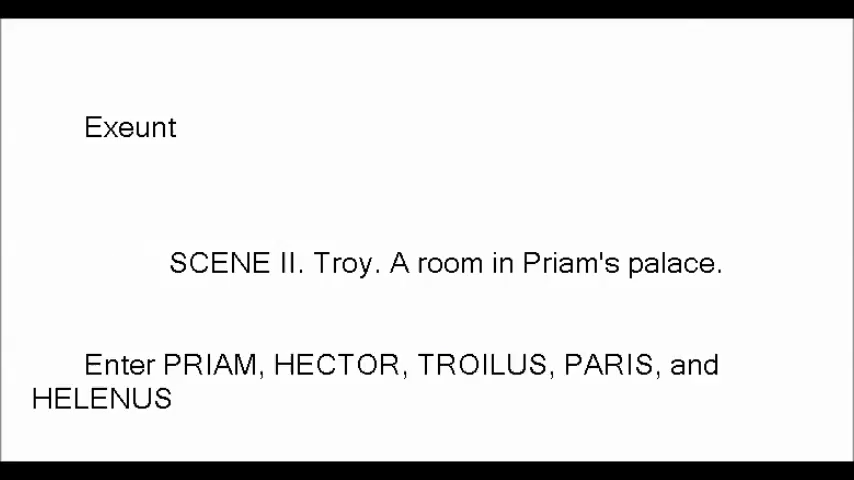 Exeunt
SCENE II. Troy. A room in Priam's palace.
Enter PRIAM, HECTOR, TROILUS, PARIS, and
HELENUS